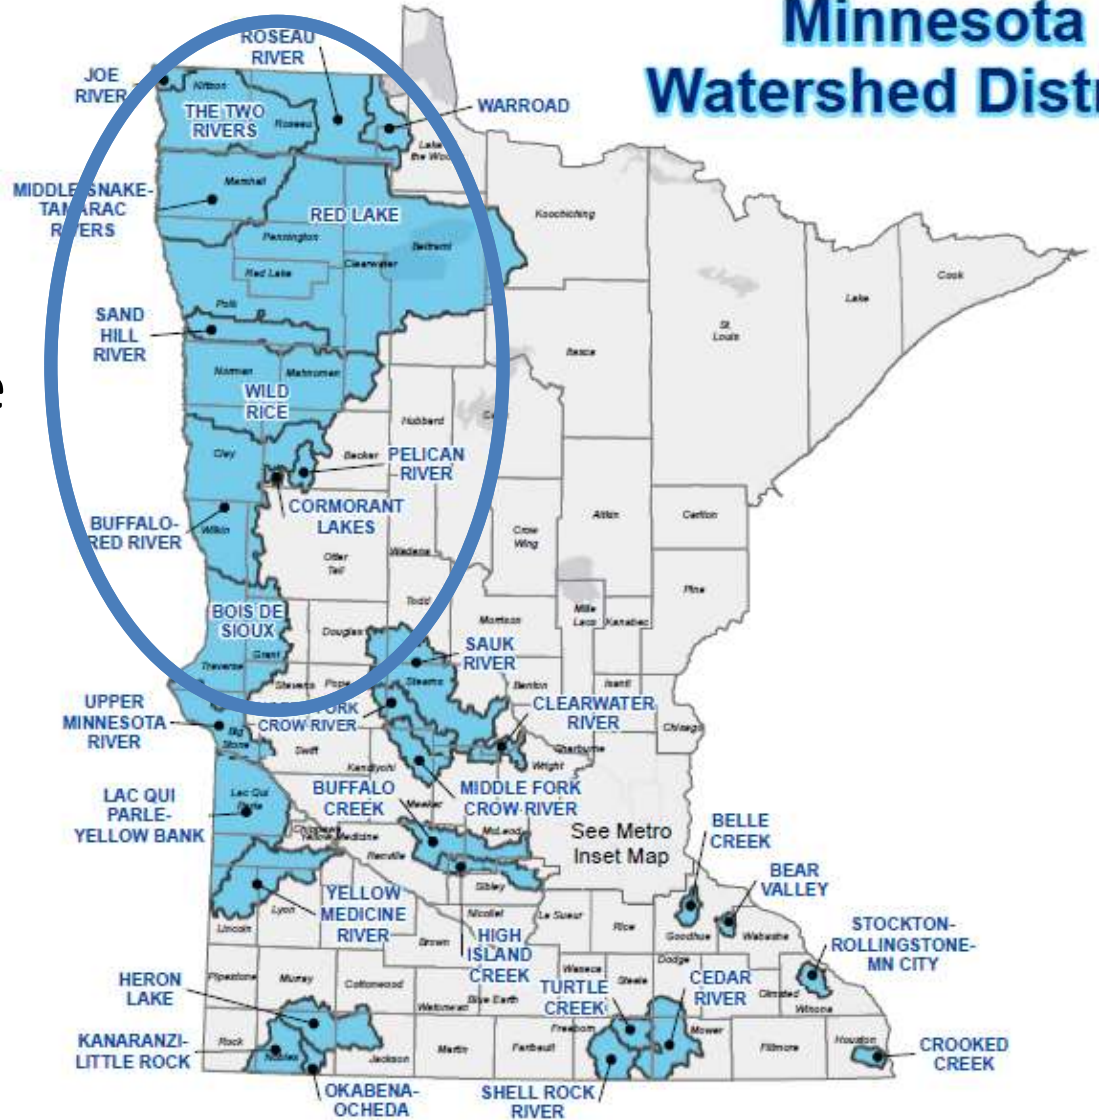 Minnesota
Watershed Distr
ROSEAU
RIVER
JOE
RIVER
Kittson
THE TWO
RIVERS
Roseau
WARROAD
Lake
the Woo
MIDDLE SNAKE-
TAMARAC
RIVERS
Marshall
RED LAKE
Koochiching
Pennington
Beltrami
Red Lake
Clearwater
Cook
Lake
Polk
SAND
HILL
RIVER
St.
Louis
Itasca
Norman
Mahnomen
e
WILD
RICE
Hubbard
Clay
Becker
PELICAN
RIVER
CORMORANT
LAKES
BUFFALO-
RED RIVER
Wilkin
Aitkin
Carlton
Crow
Wing
Otter
Tail
Wadena
Pine
Todd
BOIS DE
SIOUX
Mille
Lacs
Kanabec
Morrison
Douglas
SAUK
RIVER
Grant
Traverse
Stevens
Pope
Stearns
Benton
Isanti
UPPER
MINNESOTA
RIVER
FORK
CROW RIVER
CLEARWATER
RIVER
Chisago
Big
Stone
Swift
Sherburne
Kandiyohi
Wright
LAC QUI
PARLE-
YELLOW BANK
Lac Qui
Parle
BUFFALO
CREEK
MIDDLE FORK
CROW RIVER
Meeker
McLeod
See Metro
Inset Map
BELLE
CREEK
Chippewa
Yellow Medicine
Renville
BEAR
VALLEY
Sibley
YELLOW
MEDICINE
RIVER
Lyon
Lincoln
Nicollet
Le Sueur
Rice
Goodhue
Wabasha
STOCKTON-
ROLLINGSTONE-
MN CITY
Brown
HIGH
ISLAND
CREEK
Dodge
HERON
LAKE
Pipestone
Murray
Cottonwood
Waseca
Steele
TURTLE
CREEK
CEDAR
RIVER
Olmsted
Winona
Watonwan
Blue Earth
KANARANZI-
LITTLE ROCK
Rock
Nobles
Jackson
Martin
Faribault
Freeborn
Mower
Fillmore
Houston
CROOKED
CREEK
OKABENA-
OCHEDA
SHELL ROCK
RIVER